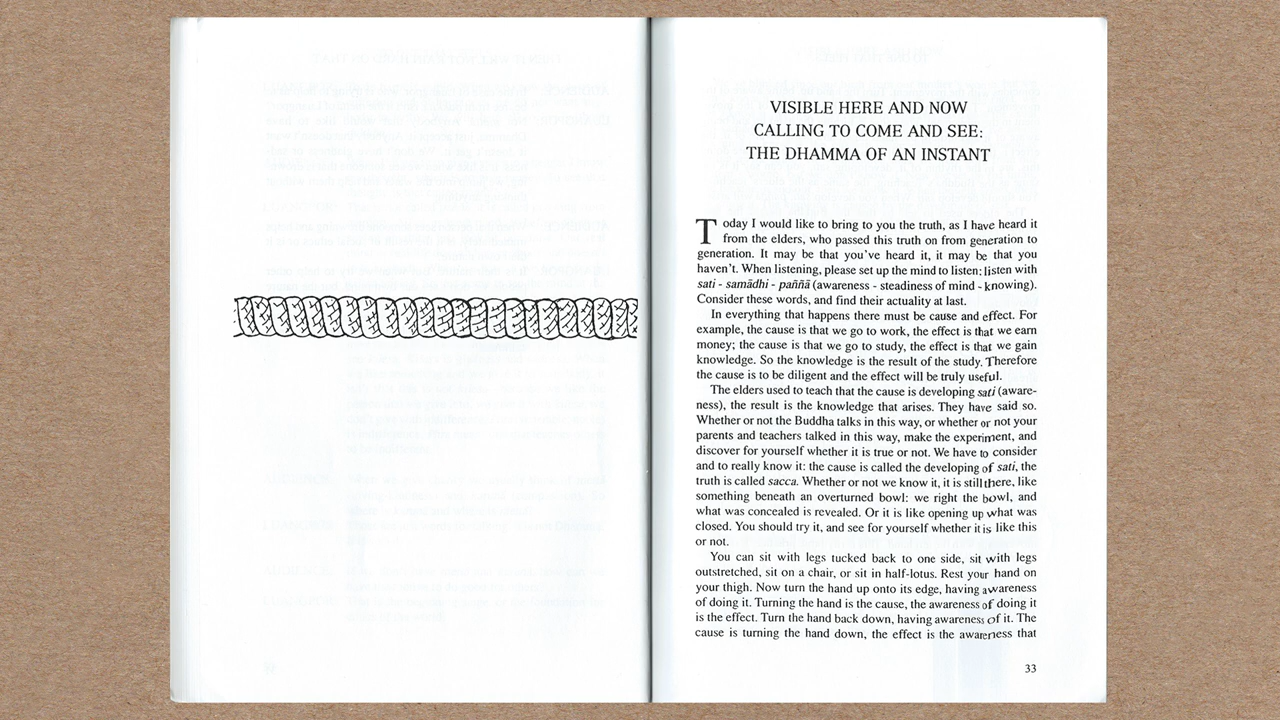 VISIBLE HERE AND NOW
CALLING TO COME AND SEE:
THE DHAMMA OF AN INSTANT
Today I would like to bring to you the truth, as I have heard it
from the elders, who passed this truth on from generation to
generation. It may be that you've heard it, it may be that you
haven't. When listening, please set up the mind to listen; listen with
sati - samādhi - paññā (awareness - steadiness of mind - knowing).
Consider these words, and find their actuality at last.
In everything that happens there must be cause and effect. For
example, the cause is that we go to work, the effect is that we earn
money; the cause is that we go to study, the effect is that we gain
knowledge. So the knowledge is the result of the study. Therefore
the cause is to be diligent and the effect will be truly useful.
The elders used to teach that the cause is developing sati (aware-
ness), the result is the knowledge that arises. They have said so.
Whether or not the Buddha talks in this way, or whether or not your
parents and teachers talked in this way, make the experiment, and
discover for yourself whether it is true or not. We have to consider
and to really know it: the cause is called the developing of sati, the
truth is called sacca. Whether or not we know it, it is still there, like
something beneath an overturned bowl: we right the bowl, and
what was concealed is revealed. Or it is like opening up what was
closed. You should try it, and see for yourself whether it is like this
or not.
You can sit with legs tucked back to one side, sit with legs
outstretched, sit on a chair, or sit in half-lotus. Rest your hand on
your thigh. Now turn the hand up onto its edge, having awareness
of doing it. Turning the hand is the cause, the awareness of doing it
is the effect. Turn the hand back down, having awareness of it. The
cause is turning the hand down, the effect is the awareness that
33